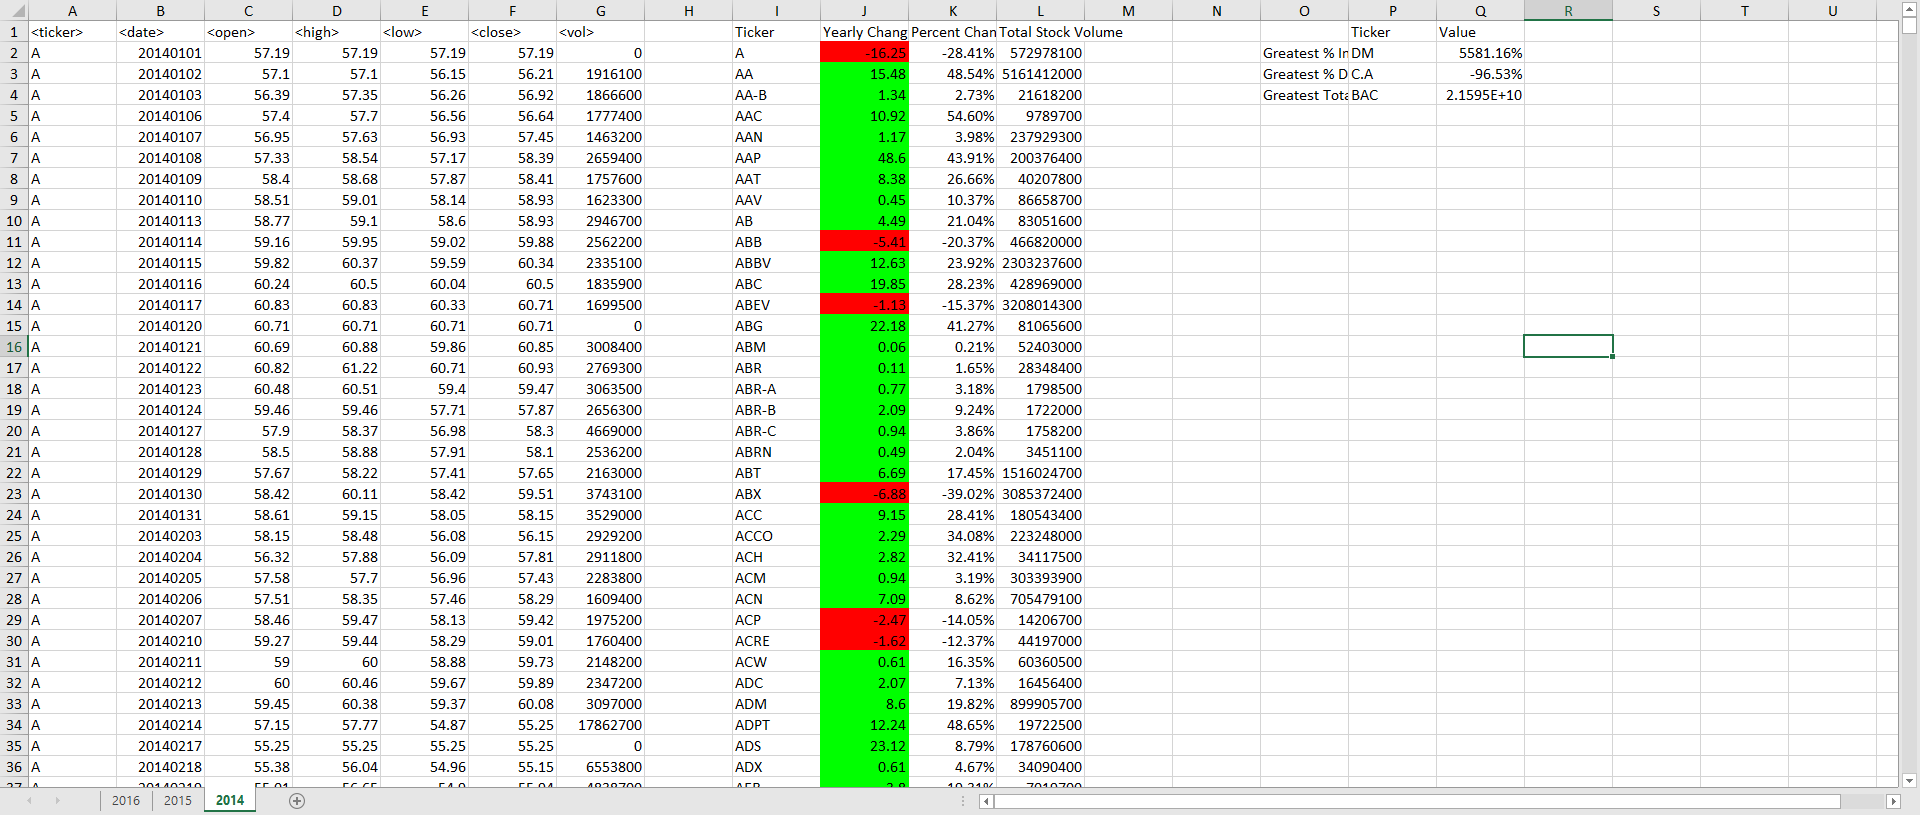 A B C D E F G H I J K L M N O P Q R S T U
1 <ticker> <date> <open> <high> <low> <close> <vol> Ticker Yearly Chang Percent Chan Total Stock Volume Ticker Value
2 A 20140101 57.19 57.19 57.19 57.19 0 A -16.25 -28.41% 572978100 Greatest % In DM 5581.16%
3 A 20140102 57.1 57.1 56.15 56.21 1916100 AA 15.48 48.54% 5161412000 Greatest % D C.A -96.53%
4 A 20140103 56.39 57.35 56.26 56.92 1866600 AA-B 1.34 2.73% 21618200 Greatest Tota BAC 2.1595E+10
5 A 20140106 57.4 57.7 56.56 56.64 1777400 AAC 10.92 54.60% 9789700
6 A 20140107 56.95 57.63 56.93 57.45 1463200 AAN 1.17 3.98% 237929300
7 A 20140108 57.33 58.54 57.17 58.39 2659400 AAP 48.6 43.91% 200376400
8 A 20140109 58.4 58.68 57.87 58.41 1757600 AAT 8.38 26.66% 40207800
9 A 20140110 58.51 59.01 58.14 58.93 1623300 AAV 0.45 10.37% 86658700
10 A 20140113 58.77 59.1 58.6 58.93 2946700 AB 4.49 21.04% 83051600
11 A 20140114 59.16 59.95 59.02 59.88 2562200 ABB -5.41 -20.37% 466820000
12 A 20140115 59.82 60.37 59.59 60.34 2335100 ABBV 12.63 23.92% 2303237600
13 A 20140116 60.24 60.5 60.04 60.5 1835900 ABC 19.85 28.23% 428969000
14 A 20140117 60.83 60.83 60.33 60.71 1699500 ABEV -1.13 -15.37% 3208014300
15 A 20140120 60.71 60.71 60.71 60.71 0 ABG 22.18 41.27% 81065600
16 A 20140121 60.69 60.88 59.86 60.85 3008400 ABM 0.06 0.21% 52403000
17 A 20140122 60.82 61.22 60.71 60.93 2769300 ABR 0.11 1.65% 28348400
18 A 20140123 60.48 60.51 59.4 59.47 3063500 ABR-A 0.77 3.18% 1798500
19 A 20140124 59.46 59.46 57.71 57.87 2656300 ABR-B 2.09 9.24% 1722000
20 A 20140127 57.9 58.37 56.98 58.3 4669000 ABR-C 0.94 3.86% 1758200
21 A 20140128 58.5 58.88 57.91 58.1 2536200 ABRN 0.49 2.04% 3451100
22 A 20140129 57.67 58.22 57.41 57.65 2163000 ABT 6.69 17.45% 1516024700
23 A 20140130 58.42 60.11 58.42 59.51 3743100 ABX -6.88 -39.02% 3085372400
24 A 20140131 58.61 59.15 58.05 58.15 3529000 ACC 9.15 28.41% 180543400
25 A 20140203 58.15 58.48 56.08 56.15 2929200 ACCO 2.29 34.08% 223248000
26 A 20140204 56.32 57.88 56.09 57.81 2911800 ACH 2.82 32.41% 34117500
27 A 20140205 57.58 57.7 56.96 57.43 2283800 ACM 0.94 3.19% 303393900
28 A 20140206 57.51 58.35 57.46 58.29 1609400 ACN 7.09 8.62% 705479100
29 A 20140207 58.46 59.47 58.13 59.42 1975200 ACP -2.47 -14.05% 14206700
30 A 20140210 59.27 59.44 58.29 59.01 1760400 ACRE -1.62 -12.37% 44197000
31 A 20140211 59 60 58.88 59.73 2148200 ACW 0.61 16.35% 60360500
32 A 20140212 60 60.46 59.67 59.89 2347200 ADC 2.07 7.13% 16456400
33 A 20140213 59.45 60.38 59.37 60.08 3097000 ADM 8.6 19.82% 899905700
34 A 20140214 57.15 57.77 54.87 55.25 17862700 ADPT 12.24 48.65% 19722500
35 A 20140217 55.25 55.25 55.25 55.25 0 ADS 23.12 8.79% 178760600
36 A 20140218 55.38 56.04 54.96 55.15 6553800 ADX 0.61 4.67% 34090400
2016 2015 2014